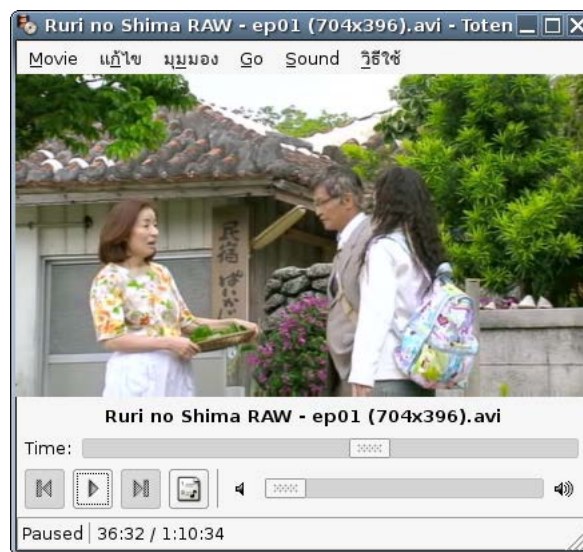 Ruri no Shima RAW - ep01 (704x396).avi - Toten
Movie แก้ไข มุมมอง Go Sound วิธีใช้
民宿
Ruri no Shima RAW - ep01 (704x396).avi
Time:
Paused 36:32 / 1:10:34